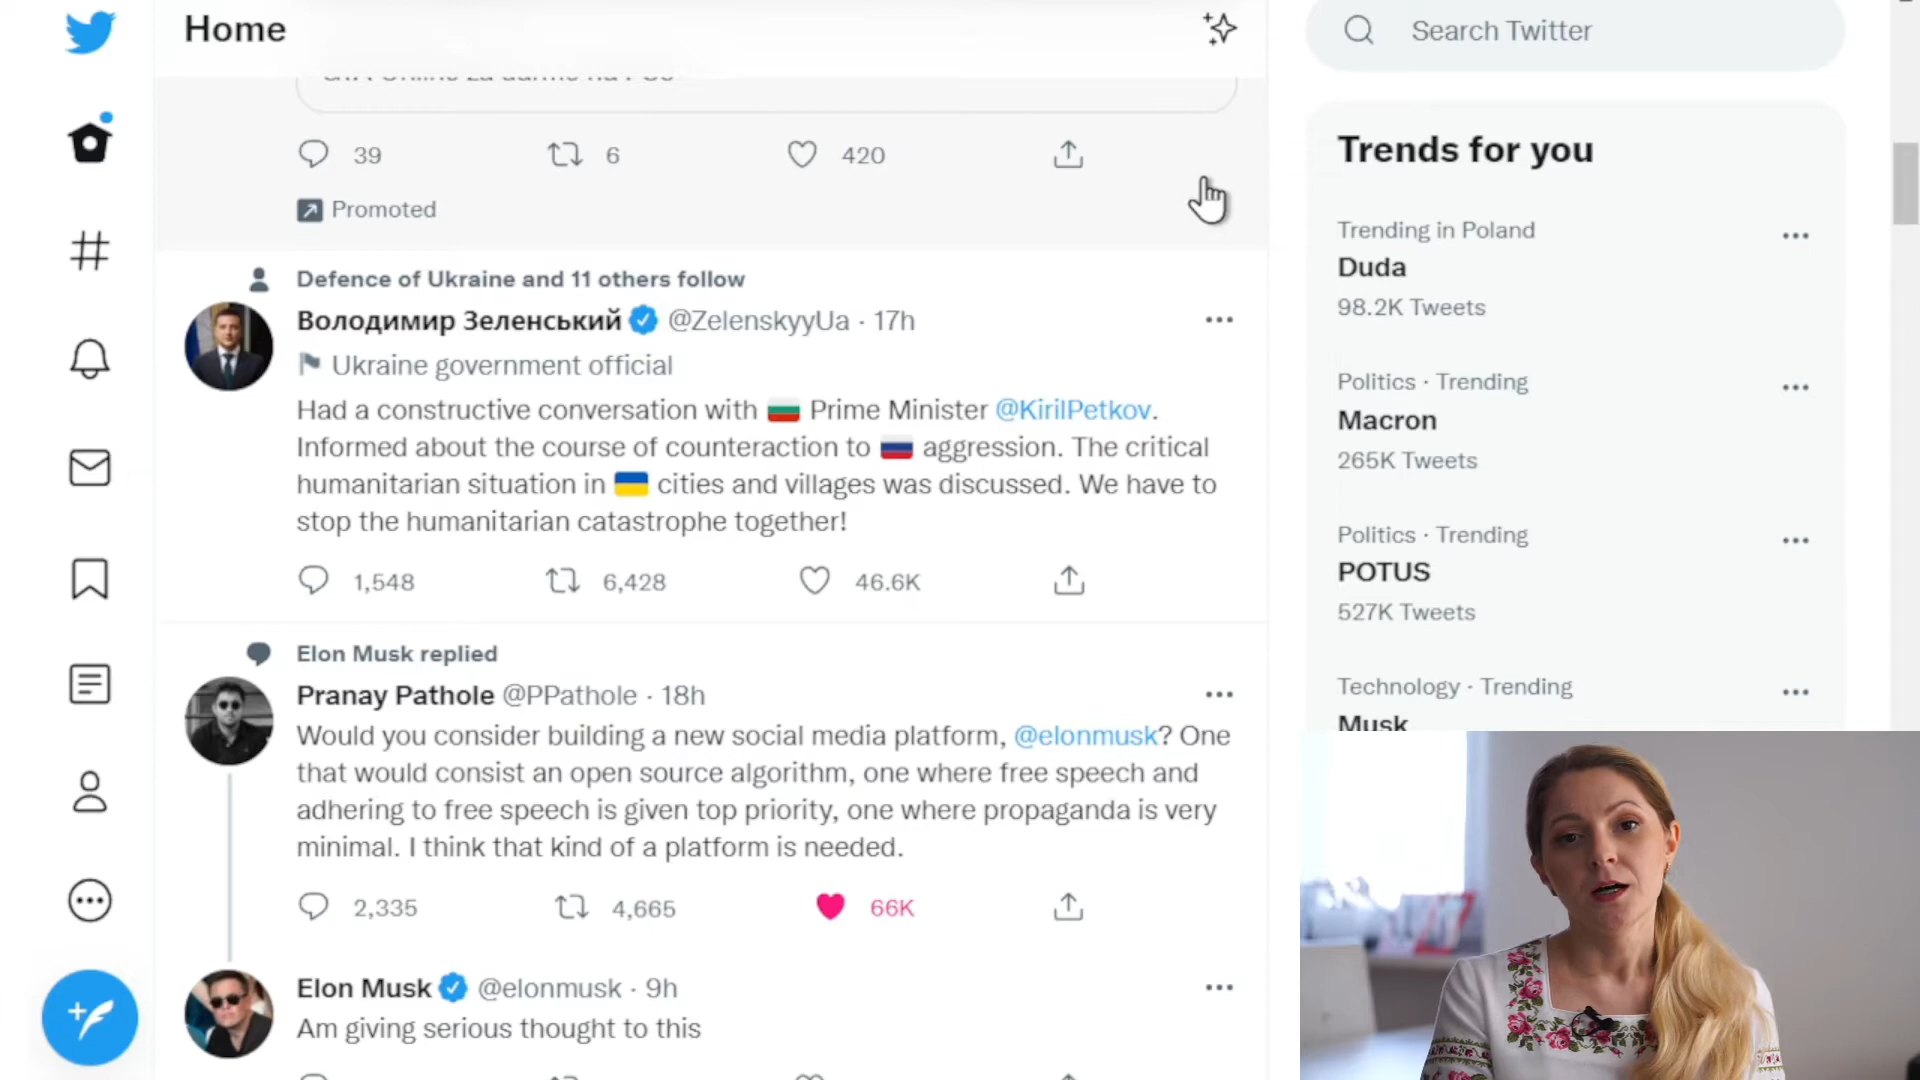 Home
Search Twitter
39
6
420
Promoted
Defence of Ukraine and 11 others follow
Володимир Зеленський @ZelenskyyUa · 17h
Ukraine government official
Had a constructive conversation with 🇧🇬 Prime Minister @KirilPetkov.
Informed about the course of counteraction to 🇷🇺 aggression. The critical
humanitarian situation in 🇺🇦 cities and villages was discussed. We have to
stop the humanitarian catastrophe together!
1,548
6,428
46.6K
Elon Musk replied
Pranay Pathole @PPathole · 18h
Would you consider building a new social media platform, @elonmusk? One
that would consist an open source algorithm, one where free speech and
adhering to free speech is given top priority, one where propaganda is very
minimal. I think that kind of a platform is needed.
2,335
4,665
66K
Elon Musk @elonmusk · 9h
Am giving serious thought to this
Trends for you
Trending in Poland
Duda
98.2K Tweets
Politics · Trending
Macron
265K Tweets
Politics · Trending
POTUS
527K Tweets
Technology · Trending
Musk